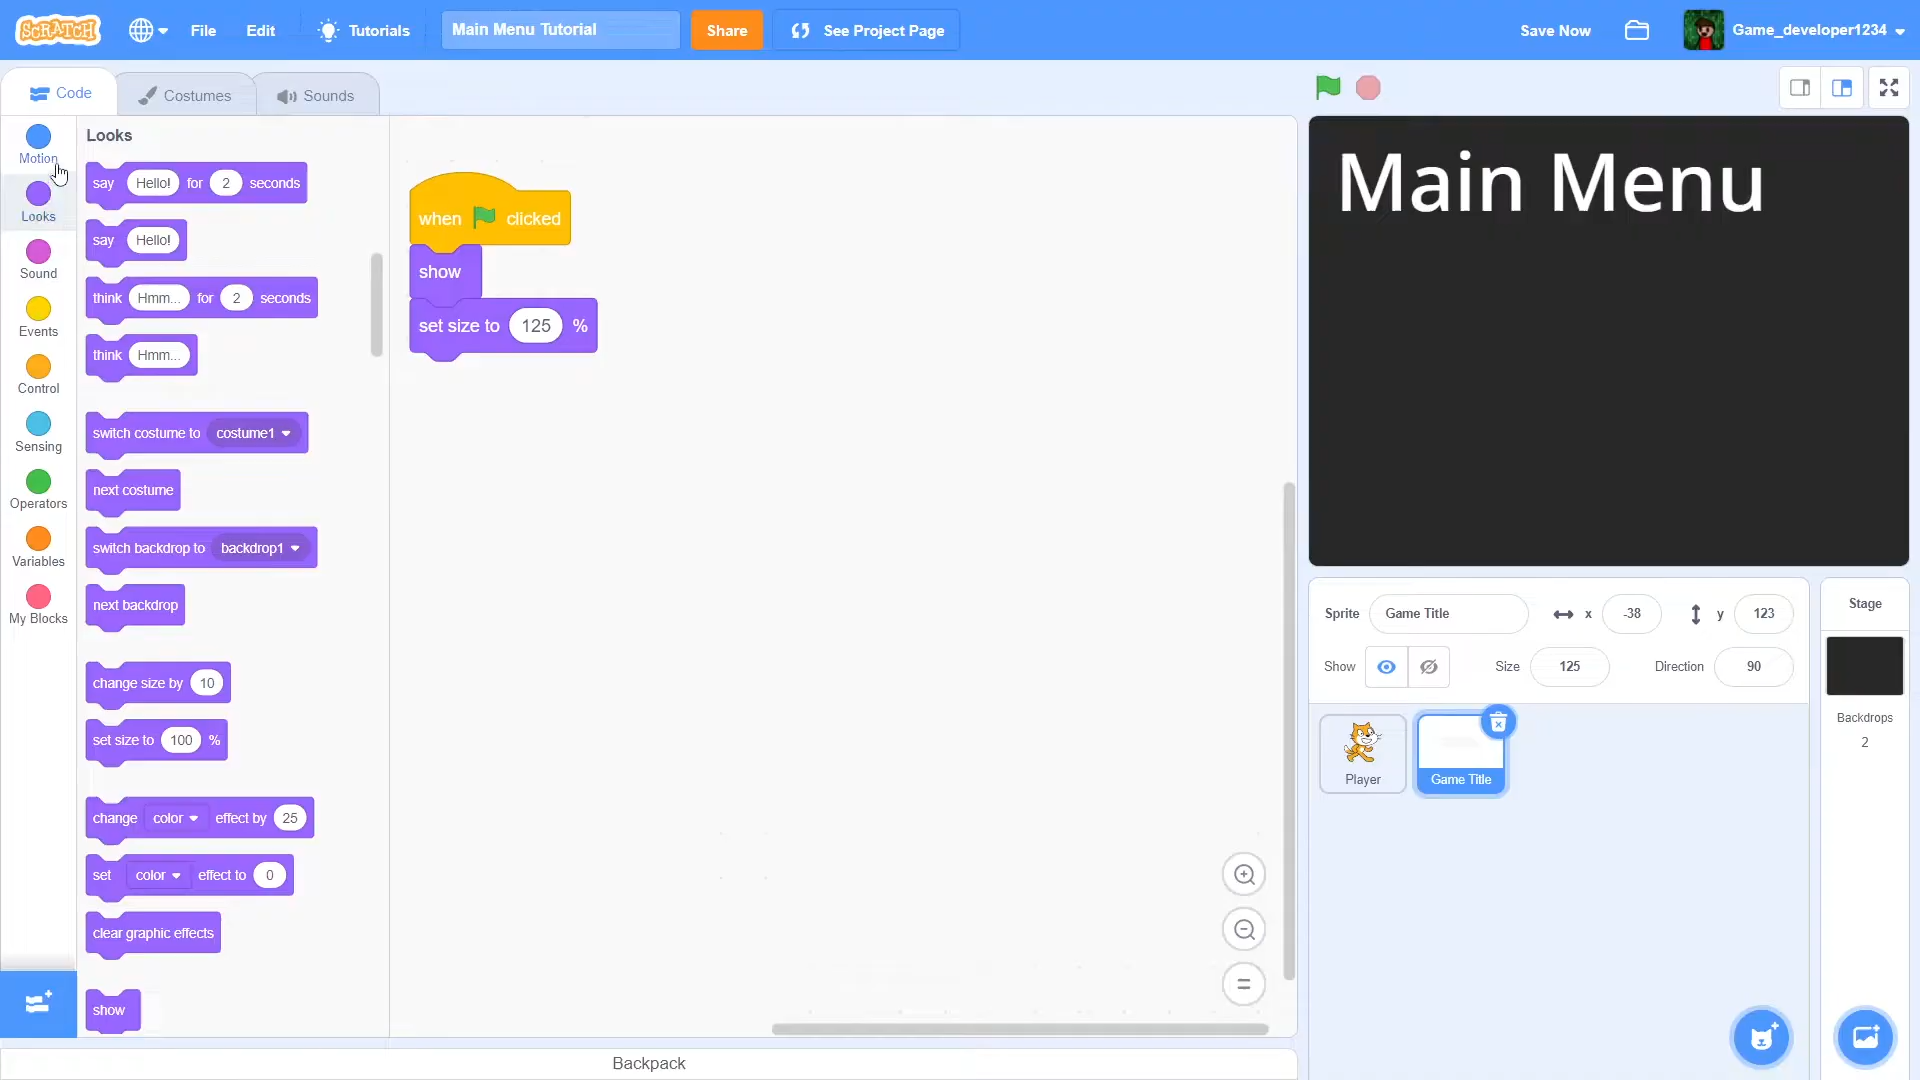 SCRATCH
File
Edit
Tutorials
Main Menu Tutorial
Share
See Project Page
Save Now
Game_developer1234
Code
Costumes
Sounds
Motion
Looks
Sound
Events
Control
Sensing
Operators
Variables
My Blocks
Looks
say Hello! for 2 seconds
say Hello!
think Hmm... for 2 seconds
think Hmm...
switch costume to costume1
next costume
switch backdrop to backdrop1
next backdrop
change size by 10
set size to 100 %
change color effect by 25
set color effect to 0
clear graphic effects
show
when clicked
show
set size to 125 %
Main Menu
Sprite Game Title x -38 y 123
Show Size 125 Direction 90
Player
Game Title
Stage
Backdrops
2
Backpack